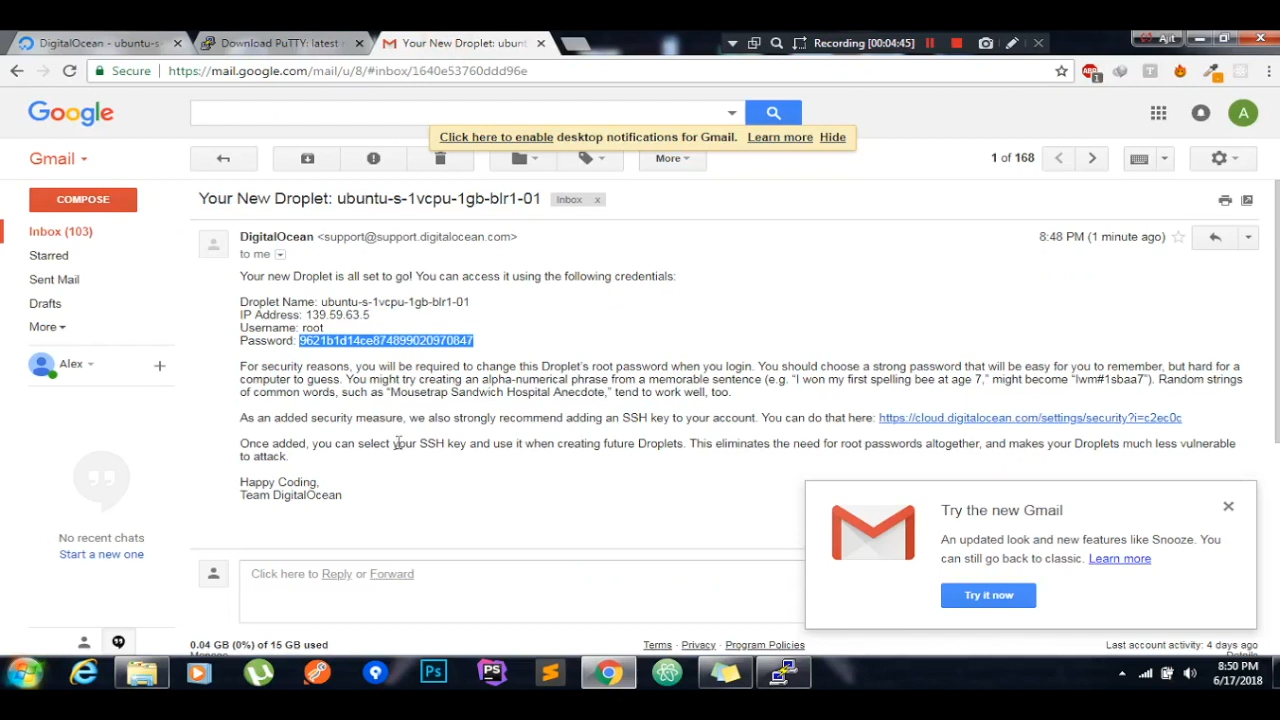 DigitalOcean - ubuntu-s-
Download PuTTY: latest r
Your New Droplet: ubunt
Recording [00:04:45]
Ajit
Secure
https://mail.google.com/mail/u/8/#inbox/1640e53760ddd96e
Google
A
Click here to enable desktop notifications for Gmail. Learn more Hide
Gmail
More
1 of 168
COMPOSE
Your New Droplet: ubuntu-s-1vcpu-1gb-blr1-01
Inbox x
Inbox (103)
Starred
Sent Mail
Drafts
More
Alex
No recent chats
Start a new one
DigitalOcean <support@support.digitalocean.com>
8:48 PM (1 minute ago)
to me
Your new Droplet is all set to go! You can access it using the following credentials:
Droplet Name: ubuntu-s-1vcpu-1gb-blr1-01
IP Address: 139.59.63.5
Username: root
Password: 9621b1d14ce874899020970847
For security reasons, you will be required to change this Droplet's root password when you login. You should choose a strong password that will be easy for you to remember, but hard for a
computer to guess. You might try creating an alpha-numerical phrase from a memorable sentence (e.g. "I won my first spelling bee at age 7," might become "Iwm#1sbaa7"). Random strings
of common words, such as "Mousetrap Sandwich Hospital Anecdote," tend to work well, too.
As an added security measure, we also strongly recommend adding an SSH key to your account. You can do that here: https://cloud.digitalocean.com/settings/security?i=c2ec0c
Once added, you can select your SSH key and use it when creating future Droplets. This eliminates the need for root passwords altogether, and makes your Droplets much less vulnerable
to attack.
Happy Coding,
Team DigitalOcean
Click here to Reply or Forward
Try the new Gmail
An updated look and new features like Snooze. You
can still go back to classic. Learn more
Try it now
0.04 GB (0%) of 15 GB used
Manage
Terms - Privacy - Program Policies
Last account activity: 4 days ago
Details
Ps
PS
8:50 PM
6/17/2018